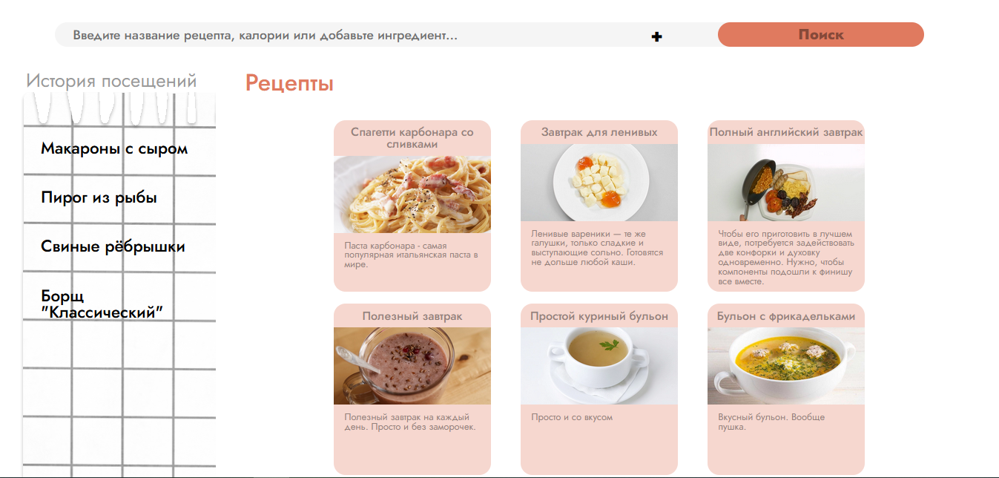 Введите название рецепта, калории или добавьте ингредиент...
+
Поиск
История посещений
Макароны с сыром
Пирог из рыбы
Свиные рёбрышки
Борщ
"Классический"
Рецепты
Спагетти карбонара со
сливками
Паста карбонара - самая
популярная итальянская паста в
мире.
Завтрак для ленивых
Ленивые вареники — те же
галушки, только сладкие и
выступающие сольно. Готовятся
не дольше любой каши.
Полный английский завтрак
Чтобы его приготовить в лучшем
виде, потребуется задействовать
две конфорки и духовку
одновременно. Нужно, чтобы
компоненты подошли к финишу
все вместе.
Полезный завтрак
Полезный завтрак на каждый
день. Просто и без заморочек.
Простой куриный бульон
Просто и со вкусом
Бульон с фрикадельками
Вкусный бульон. Вообще
пушка.